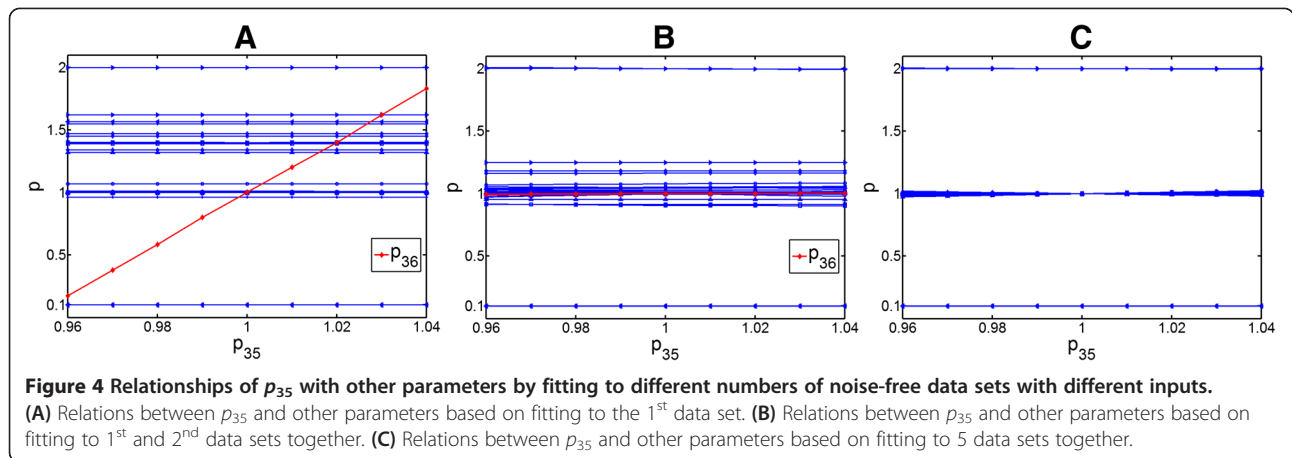 A
B
C
2
1.5
1
0.5
0.1
p
0.96
0.98
1
1.02
1.04
p35
p36
2
1.5
1
0.5
0.1
p
0.96
0.98
1
1.02
1.04
p35
p36
2
1.5
1
0.5
0.1
p
0.96
0.98
1
1.02
1.04
p35
Figure 4 Relationships of p35 with other parameters by fitting to different numbers of noise-free data sets with different inputs.
(A) Relations between p35 and other parameters based on fitting to the 1st data set. (B) Relations between p35 and other parameters based on
fitting to 1st and 2nd data sets together. (C) Relations between p35 and other parameters based on fitting to 5 data sets together.